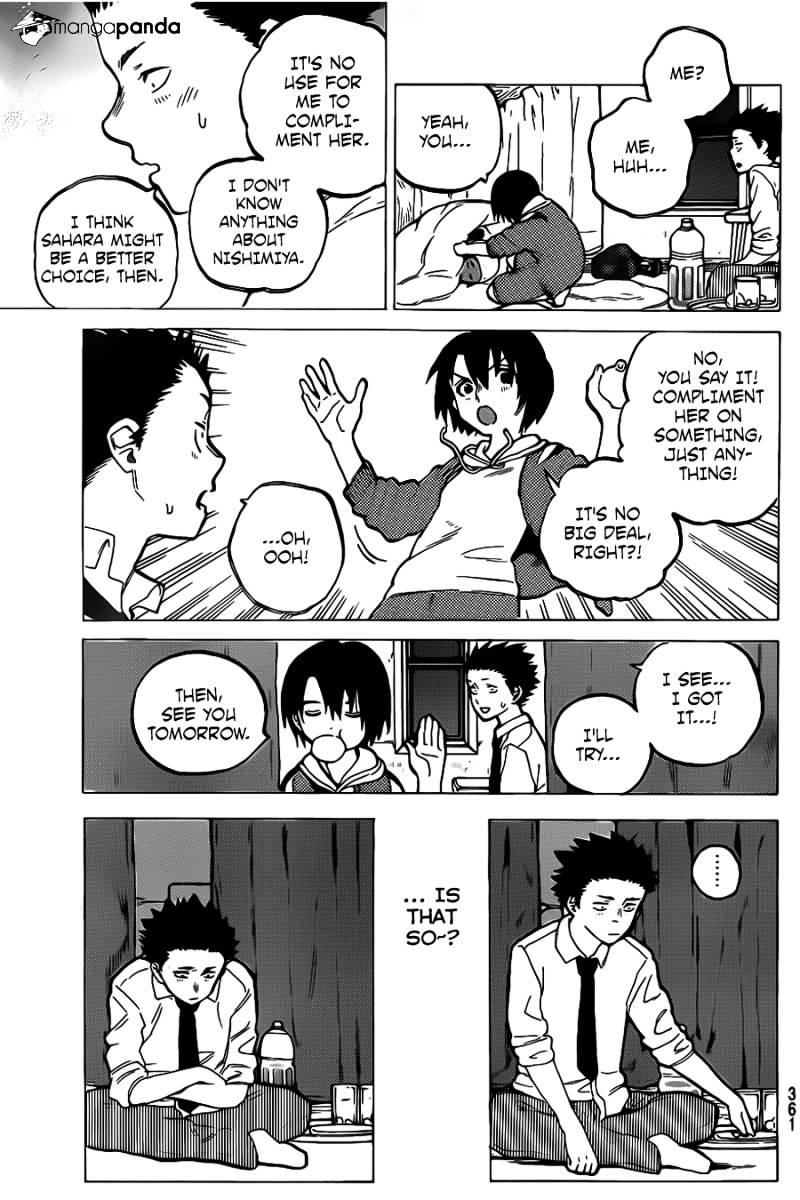 mangapanda
ME?
ME,
HUH...
YEAH,
YOU...
IT'S NO
USE FOR
ME TO
COMPLI-
MENT HER.
I DON'T
KNOW
ANYTHING
ABOUT
NISHIMIYA.
I THINK
SAHARA MIGHT
BE A BETTER
CHOICE, THEN.
NO,
YOU SAY IT!
COMPLIMENT
HER ON
SOMETHING,
JUST ANY-
THING!
IT'S NO
BIG DEAL,
RIGHT?!
...OH,
OOH!
I SEE...
I GOT
IT...!
I'LL
TRY...
THEN,
SEE YOU
TOMORROW.
......
... IS
THAT
SO~?
361